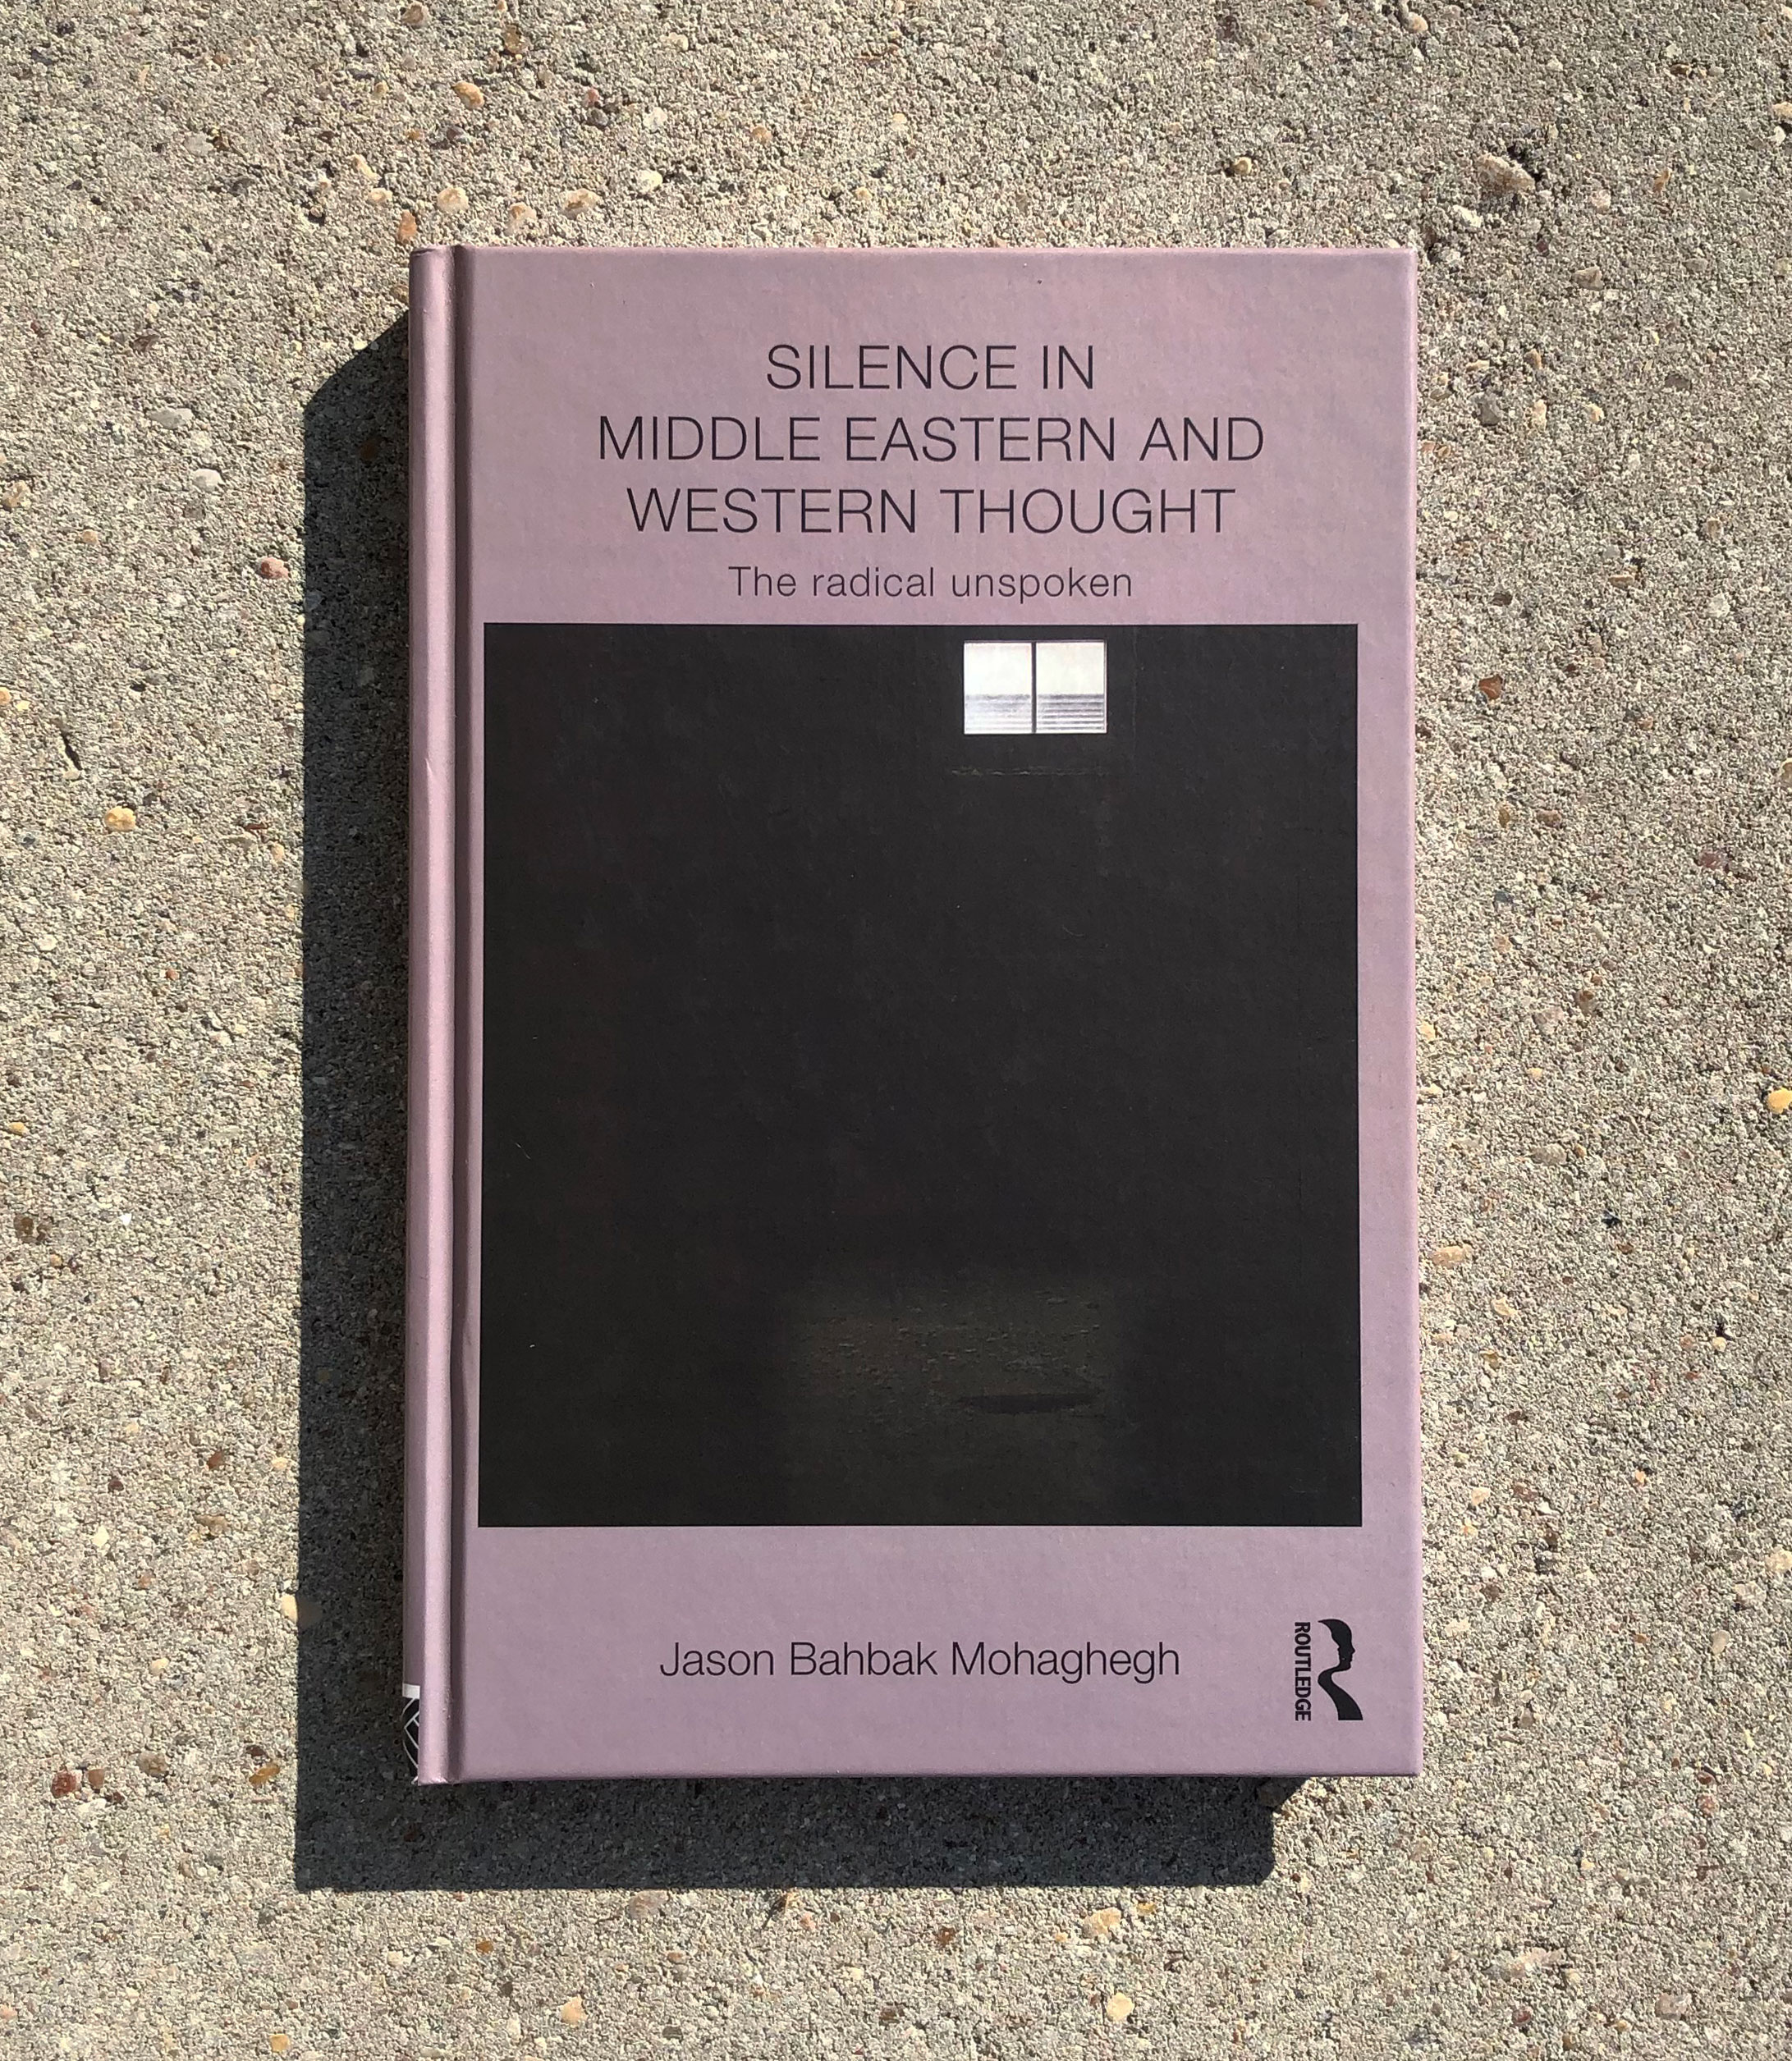 SILENCE IN
MIDDLE EASTERN AND
WESTERN THOUGHT
The radical unspoken
Jason Bahbak Mohaghegh
ROUTLEDGE